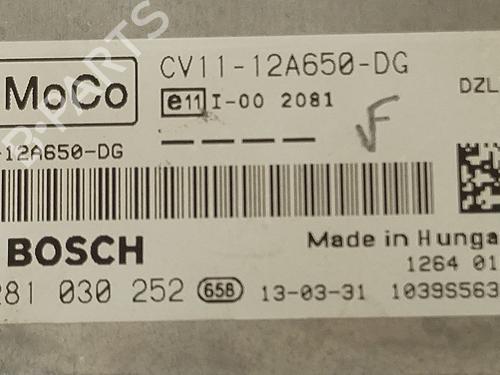 MoCo
CV11-12A650-DG
e11 I-00 2081
DZL
-12A650-DG
F
BOSCH
Made in Hunga
1264 01
281 030 252 658 13-03-31 1039S563